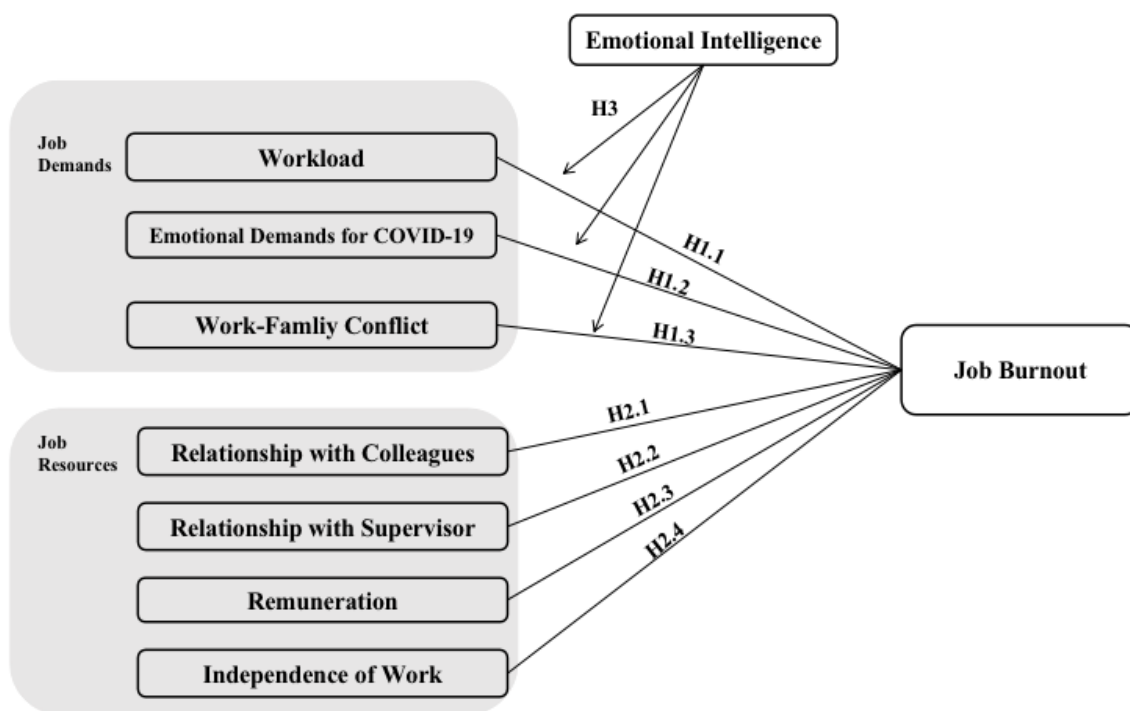 Emotional Intelligence
H3
Job
Demands
Workload
Emotional Demands for COVID-19
Work-Famliy Conflict
H1.1
H1.2
H1.3
Job Burnout
Job
Resources
Relationship with Colleagues
Relationship with Supervisor
Remuneration
Independence of Work
H2.1
H2.2
H2.3
H2.4